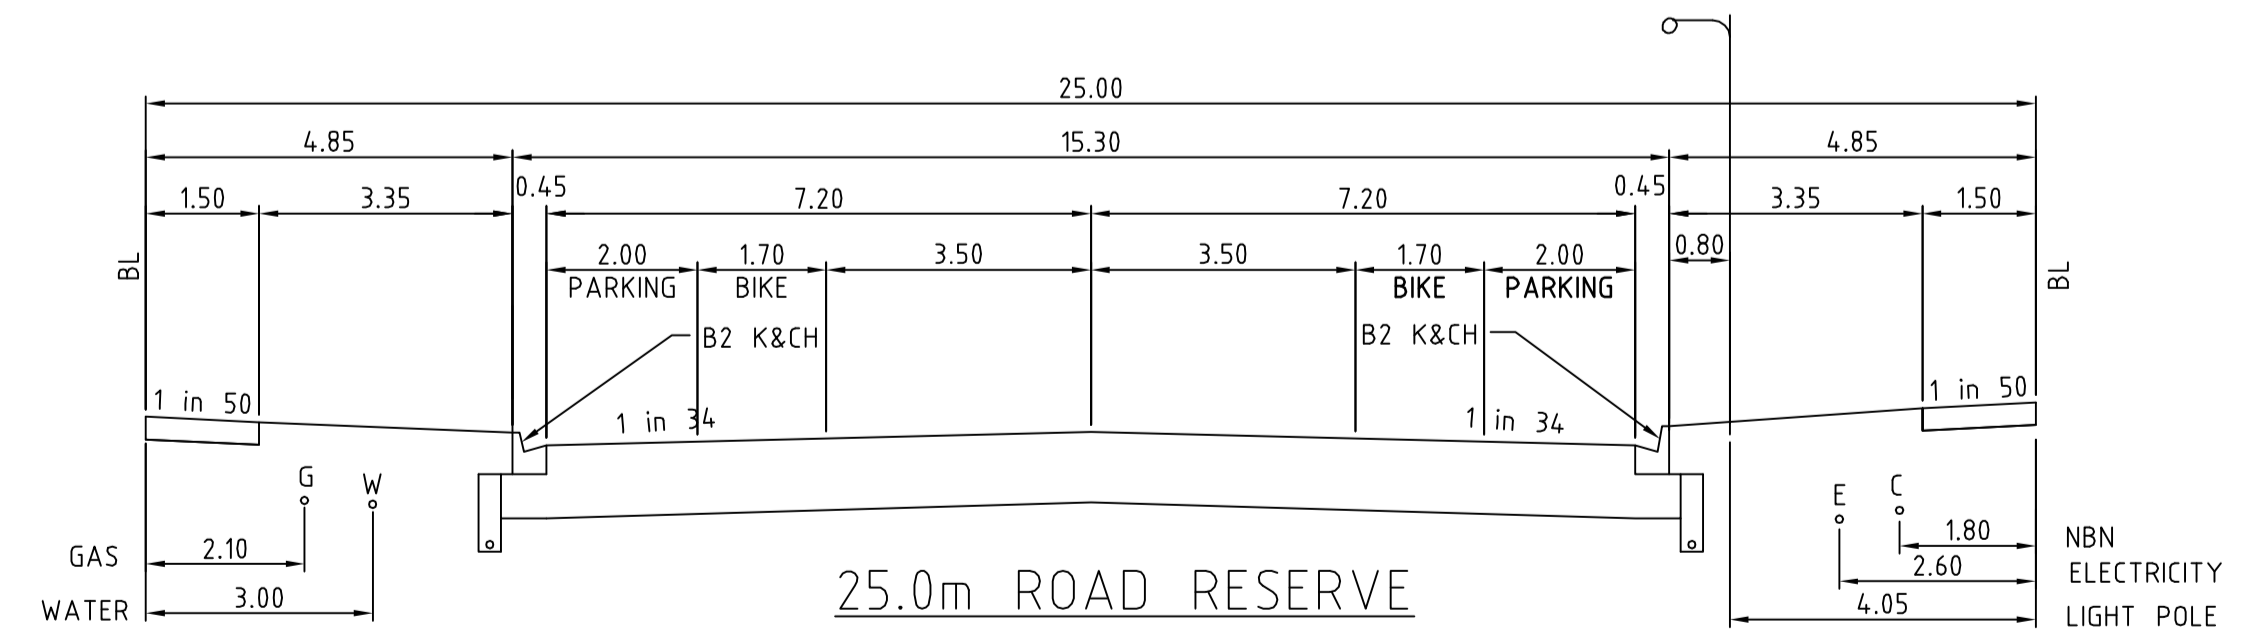 25.00
4.85 15.30 4.85
1.50 3.35 0.45 7.20 7.20 0.45 3.35 1.50
2.00 1.70 3.50 3.50 1.70 2.00 0.80
BL PARKING BIKE BIKE PARKING BL
B2 K&CH B2 K&CH
1 in 50 1 in 34 1 in 34 1 in 50
G W E C
GAS 2.10 1.80 NBN
2.60 ELECTRICITY
WATER 3.00 4.05 LIGHT POLE
25.0m ROAD RESERVE